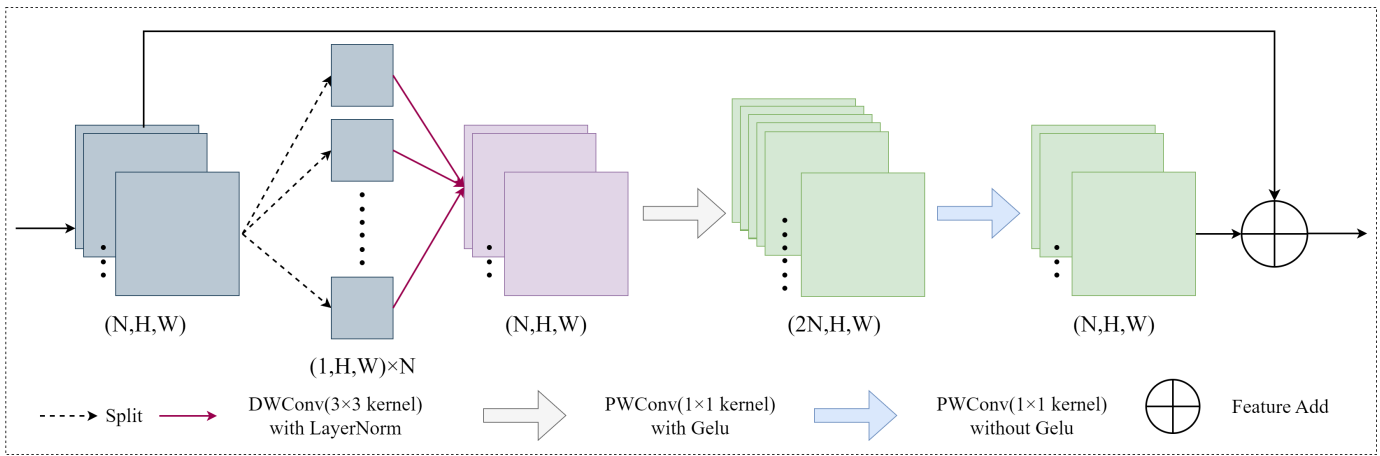 (N,H,W)
(1,H,W)×N
(N,H,W)
(2N,H,W)
(N,H,W)
Split
DWConv(3×3 kernel)
with LayerNorm
PWConv(1×1 kernel)
with Gelu
PWConv(1×1 kernel)
without Gelu
Feature Add